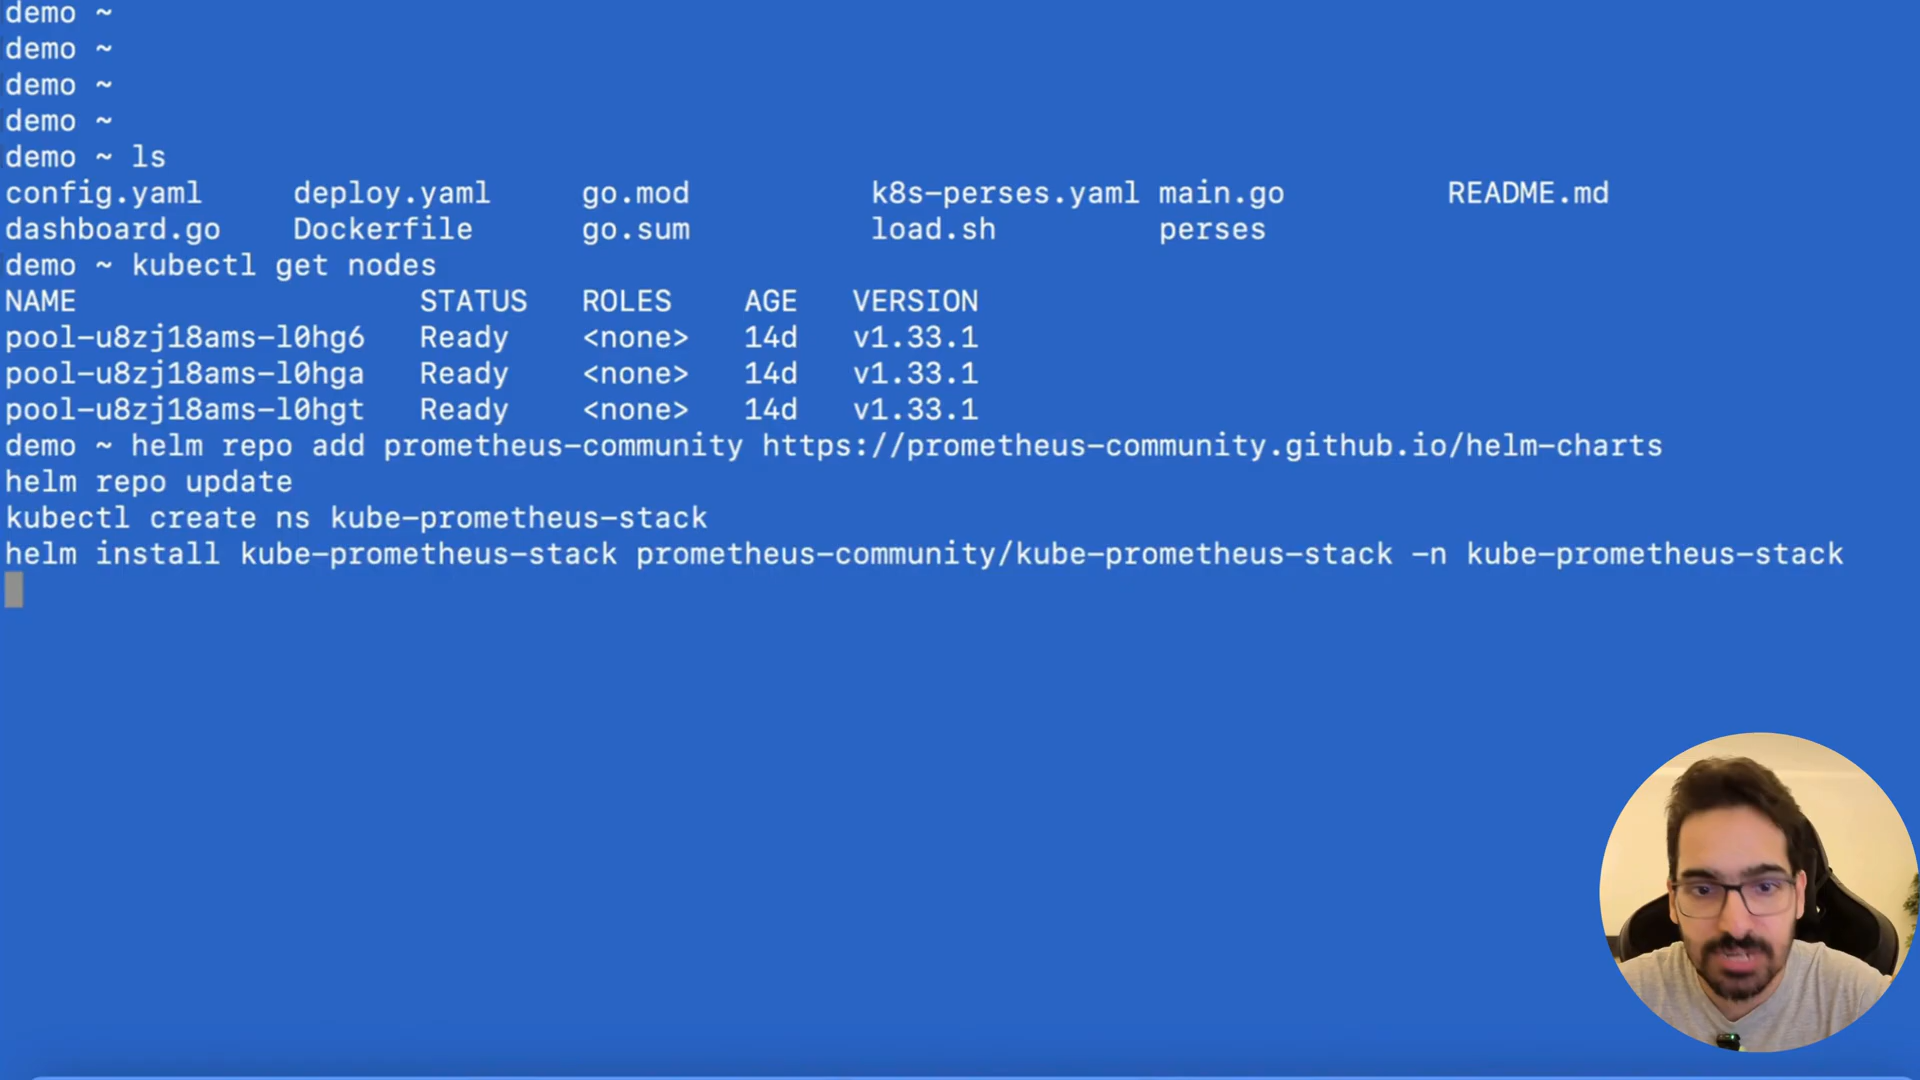 demo ~
demo ~
demo ~
demo ~
demo ~ ls
config.yaml deploy.yaml go.mod k8s-perses.yaml main.go README.md
dashboard.go Dockerfile go.sum load.sh perses
demo ~ kubectl get nodes
NAME STATUS ROLES AGE VERSION
pool-u8zj18ams-l0hg6 Ready <none> 14d v1.33.1
pool-u8zj18ams-l0hga Ready <none> 14d v1.33.1
pool-u8zj18ams-l0hgt Ready <none> 14d v1.33.1
demo ~ helm repo add prometheus-community https://prometheus-community.github.io/helm-charts
helm repo update
kubectl create ns kube-prometheus-stack
helm install kube-prometheus-stack prometheus-community/kube-prometheus-stack -n kube-prometheus-stack